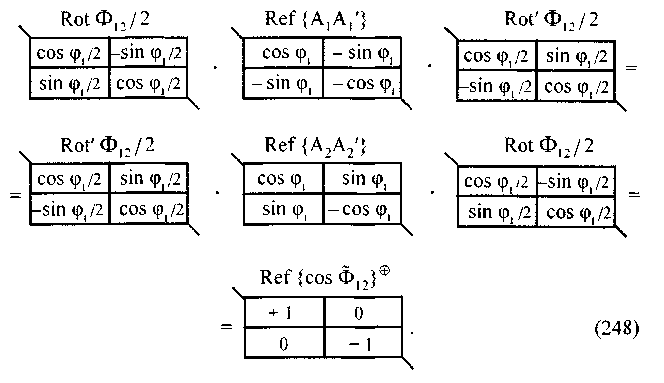 Rot Φ₁₂/2 Ref {A₁A₁′} Rot′ Φ₁₂/2
cos φ₁/2 −sin φ₁/2 · cos φ₁ − sin φ₁ · cos φ₁/2 sin φ₁/2 =
sin φ₁/2 cos φ₁/2 − sin φ₁ − cos φ₁ −sin φ₁/2 cos φ₁/2
Rot′ Φ₁₂/2 Ref {A₂A₂′} Rot Φ₁₂/2
= cos φ₁/2 sin φ₁/2 · cos φ₁ sin φ₁ · cos φ₁/2 −sin φ₁/2 =
−sin φ₁/2 cos φ₁/2 sin φ₁ −cos φ₁ sin φ₁/2 cos φ₁/2
Ref {cos Φ̃₁₂}⊕
= + 1 0 . (248)
0 − 1